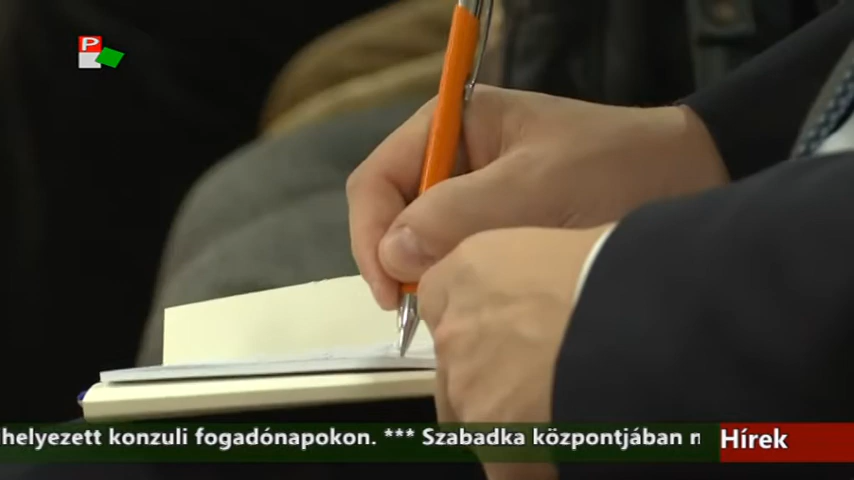 P
helyezett konzuli fogadónapokon. *** Szabadka központjában
Hírek